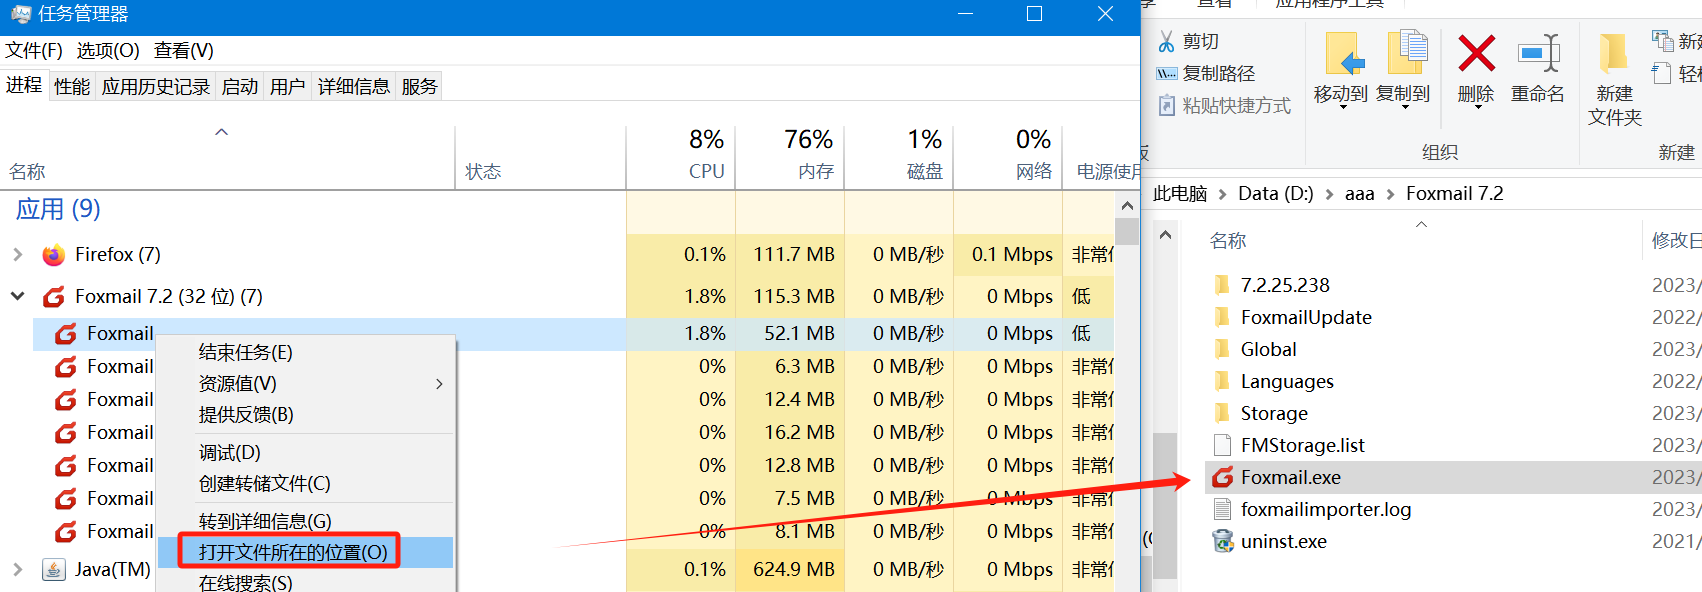 任务管理器
文件(F) 选项(O) 查看(V)
进程 性能 应用历史记录 启动 用户 详细信息 服务
8% 76% 1% 0%
名称 状态 CPU 内存 磁盘 网络 电源使用
应用 (9)
Firefox (7) 0.1% 111.7 MB 0 MB/秒 0.1 Mbps 非常
Foxmail 7.2 (32 位) (7) 1.8% 115.3 MB 0 MB/秒 0 Mbps 低
Foxmail 1.8% 52.1 MB 0 MB/秒 0 Mbps 低
Foxmail 0% 6.3 MB 0 MB/秒 0 Mbps 非常
Foxmail 0% 12.4 MB 0 MB/秒 0 Mbps 非常
Foxmail 0% 16.2 MB 0 MB/秒 0 Mbps 非常
Foxmail 0% 12.8 MB 0 MB/秒 0 Mbps 非常
Foxmail 0% 7.5 MB 0 MB/秒 0 Mbps 非常
Foxmail 0% 8.1 MB 0 MB/秒 0 Mbps 非常
Java(TM) 0.1% 624.9 MB 0 MB/秒 0 Mbps 非常
结束任务(E)
资源值(V)
提供反馈(B)
调试(D)
创建转储文件(C)
转到详细信息(G)
打开文件所在的位置(O)
在线搜索(S)
查看 应用程序工具
剪切
复制路径
粘贴快捷方式
移动到 复制到 删除 重命名
新建
文件夹
新建
轻松
组织 新建
此电脑 Data (D:) aaa Foxmail 7.2
名称 修改日
7.2.25.238 2023/
FoxmailUpdate 2022/
Global 2023/
Languages 2022/
Storage 2023/
FMStorage.list 2023/
Foxmail.exe 2023/
foxmailimporter.log 2023/
uninst.exe 2021/